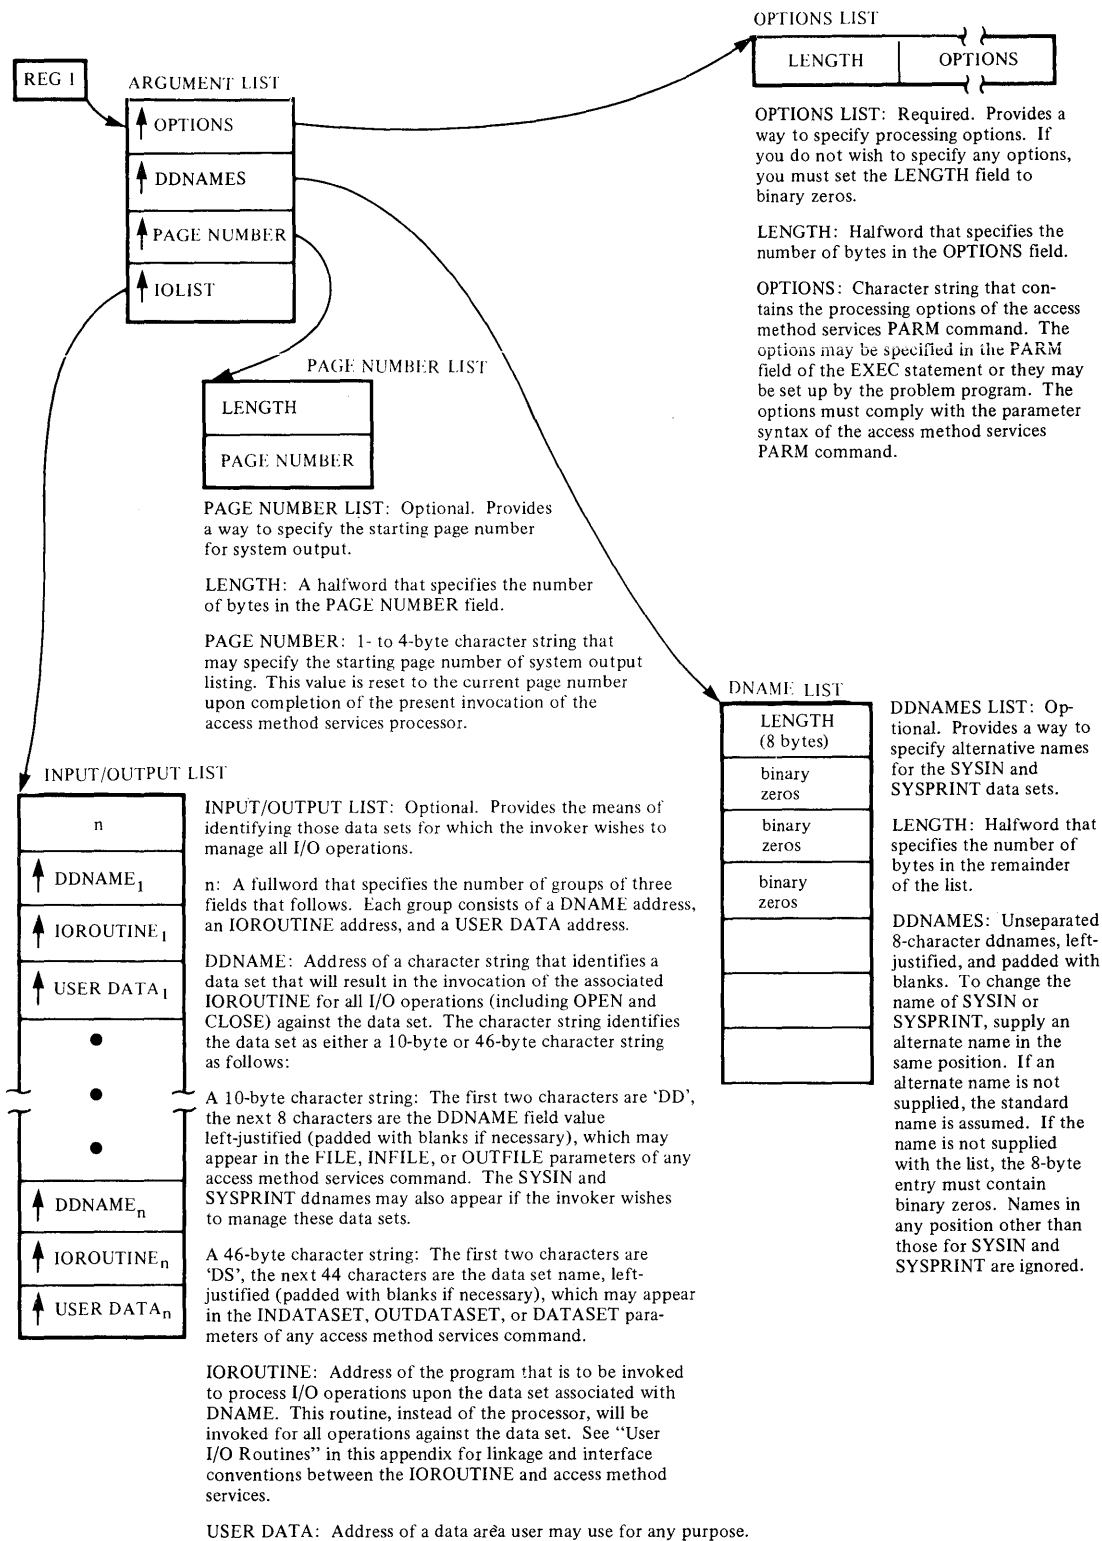 OPTIONS LIST
LENGTH OPTIONS
REG 1
ARGUMENT LIST
OPTIONS
DDNAMES
PAGE NUMBER
IOLIST
OPTIONS LIST: Required. Provides a
way to specify processing options. If
you do not wish to specify any options,
you must set the LENGTH field to
binary zeros.
LENGTH: Halfword that specifies the
number of bytes in the OPTIONS field.
OPTIONS: Character string that con-
tains the processing options of the access
method services PARM command. The
options may be specified in the PARM
field of the EXEC statement or they may
be set up by the problem program. The
options must comply with the parameter
syntax of the access method services
PARM command.
PAGE NUMBER LIST
LENGTH
PAGE NUMBER
PAGE NUMBER LIST: Optional. Provides
a way to specify the starting page number
for system output.
LENGTH: A halfword that specifies the number
of bytes in the PAGE NUMBER field.
PAGE NUMBER: 1- to 4-byte character string that
may specify the starting page number of system output
listing. This value is reset to the current page number
upon completion of the present invocation of the
access method services processor.
DNAME LIST
LENGTH
(8 bytes)
binary
zeros
binary
zeros
binary
zeros
DDNAMES LIST: Op-
tional. Provides a way to
specify alternative names
for the SYSIN and
SYSPRINT data sets.
LENGTH: Halfword that
specifies the number of
bytes in the remainder
of the list.
DDNAMES: Unseparated
8-character ddnames, left-
justified, and padded with
blanks. To change the
name of SYSIN or
SYSPRINT, supply an
alternate name in the
same position. If an
alternate name is not
supplied, the standard
name is assumed. If the
name is not supplied
with the list, the 8-byte
entry must contain
binary zeros. Names in
any position other than
those for SYSIN and
SYSPRINT are ignored.
INPUT/OUTPUT LIST
n
DDNAME1
IOROUTINE1
USER DATA1
DDNAMEn
IOROUTINEn
USER DATAn
INPUT/OUTPUT LIST: Optional. Provides the means of
identifying those data sets for which the invoker wishes to
manage all I/O operations.
n: A fullword that specifies the number of groups of three
fields that follows. Each group consists of a DNAME address,
an IOROUTINE address, and a USER DATA address.
DDNAME: Address of a character string that identifies a
data set that will result in the invocation of the associated
IOROUTINE for all I/O operations (including OPEN and
CLOSE) against the data set. The character string identifies
the data set as either a 10-byte or 46-byte character string
as follows:
A 10-byte character string: The first two characters are ‘DD’,
the next 8 characters are the DDNAME field value
left-justified (padded with blanks if necessary), which may
appear in the FILE, INFILE, or OUTFILE parameters of any
access method services command. The SYSIN and
SYSPRINT ddnames may also appear if the invoker wishes
to manage these data sets.
A 46-byte character string: The first two characters are
‘DS’, the next 44 characters are the data set name, left-
justified (padded with blanks if necessary), which may appear
in the INDATASET, OUTDATASET, or DATASET para-
meters of any access method services command.
IOROUTINE: Address of the program that is to be invoked
to process I/O operations upon the data set associated with
DNAME. This routine, instead of the processor, will be
invoked for all operations against the data set. See “User
I/O Routines” in this appendix for linkage and interface
conventions between the IOROUTINE and access method
services.
USER DATA: Address of a data area user may use for any purpose.